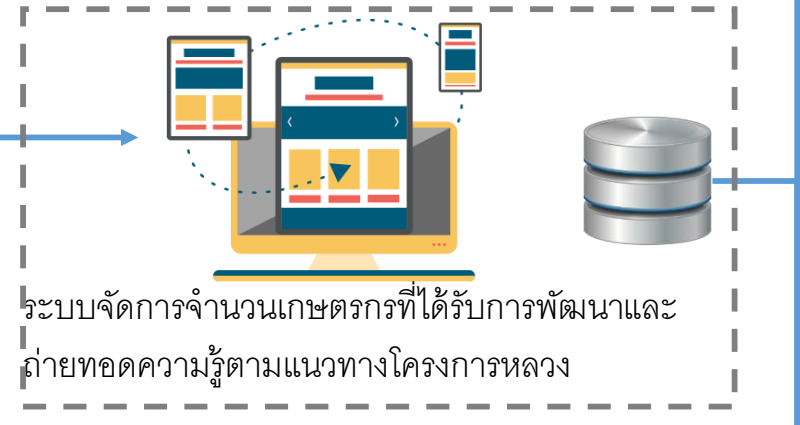 ระบบจัดการจำนวนเกษตรกรที่ได้รับการพัฒนาและ
ถ่ายทอดความรู้ตามแนวทางโครงการหลวง